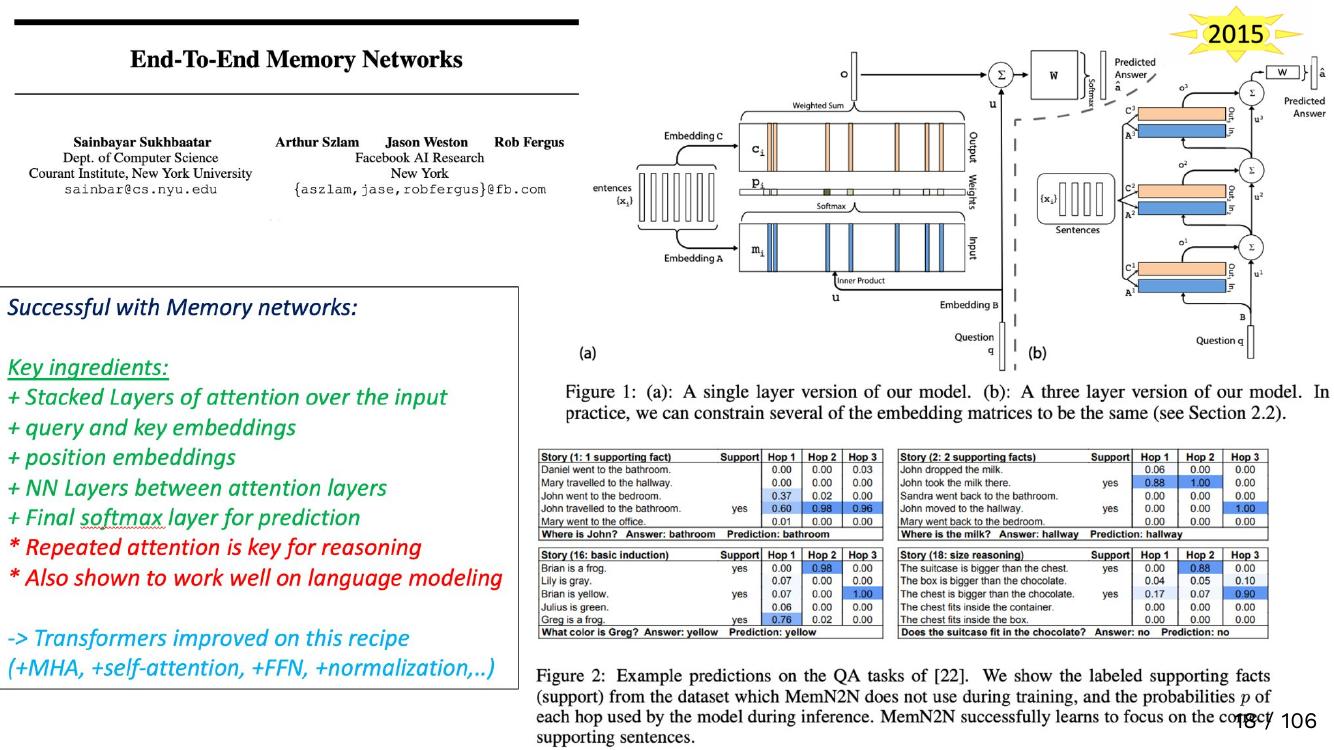 2015
End-To-End Memory Networks
Sainbayar Sukhbaatar
Dept. of Computer Science
Courant Institute, New York University
sainbar@cs.nyu.edu
Arthur Szlam Jason Weston Rob Fergus
Facebook AI Research
New York
{aszlam,jase,robfergus}@fb.com
Successful with Memory networks:
Key ingredients:
+ Stacked Layers of attention over the input
+ query and key embeddings
+ position embeddings
+ NN Layers between attention layers
+ Final softmax layer for prediction
* Repeated attention is key for reasoning
* Also shown to work well on language modeling
-> Transformers improved on this recipe
(+MHA, +self-attention, +FFN, +normalization,..)
o
Σ
W
Softmax
Predicted
Answer
â
u
Weighted Sum
Embedding C
ci
Output
entences
{xi}
pi
Weights
Softmax
mi
Input
Embedding A
Inner Product
u
Embedding B
Question
q
(a)
W
â
Predicted
Answer
o3
Σ
C3
Out3
A3
In3
u3
o2
Σ
{xi}
Sentences
C2
Out2
A2
In2
u2
o1
Σ
C1
Out1
A1
In1
u1
B
Question q
(b)
Figure 1: (a): A single layer version of our model. (b): A three layer version of our model. In
practice, we can constrain several of the embedding matrices to be the same (see Section 2.2).
Story (1: 1 supporting fact) Support Hop 1 Hop 2 Hop 3
Daniel went to the bathroom. 0.00 0.00 0.03
Mary travelled to the hallway. 0.00 0.00 0.00
John went to the bedroom. 0.37 0.02 0.00
John travelled to the bathroom. yes 0.60 0.98 0.96
Mary went to the office. 0.01 0.00 0.00
Where is John? Answer: bathroom Prediction: bathroom
Story (2: 2 supporting facts) Support Hop 1 Hop 2 Hop 3
John dropped the milk. 0.06 0.00 0.00
John took the milk there. yes 0.88 1.00 0.00
Sandra went back to the bathroom. 0.00 0.00 0.00
John moved to the hallway. yes 0.00 0.00 1.00
Mary went back to the bedroom. 0.00 0.00 0.00
Where is the milk? Answer: hallway Prediction: hallway
Story (16: basic induction) Support Hop 1 Hop 2 Hop 3
Brian is a frog. yes 0.00 0.98 0.00
Lily is gray. 0.07 0.00 0.00
Brian is yellow. yes 0.07 0.00 1.00
Julius is green. 0.06 0.00 0.00
Greg is a frog. yes 0.76 0.02 0.00
What color is Greg? Answer: yellow Prediction: yellow
Story (18: size reasoning) Support Hop 1 Hop 2 Hop 3
The suitcase is bigger than the chest. yes 0.00 0.88 0.00
The box is bigger than the chocolate. 0.04 0.05 0.10
The chest is bigger than the chocolate. yes 0.17 0.07 0.90
The chest fits inside the container. 0.00 0.00 0.00
The chest fits inside the box. 0.00 0.00 0.00
Does the suitcase fit in the chocolate? Answer: no Prediction: no
Figure 2: Example predictions on the QA tasks of [22]. We show the labeled supporting facts
(support) from the dataset which MemN2N does not use during training, and the probabilities p of
each hop used by the model during inference. MemN2N successfully learns to focus on the correct
supporting sentences.
18 / 106